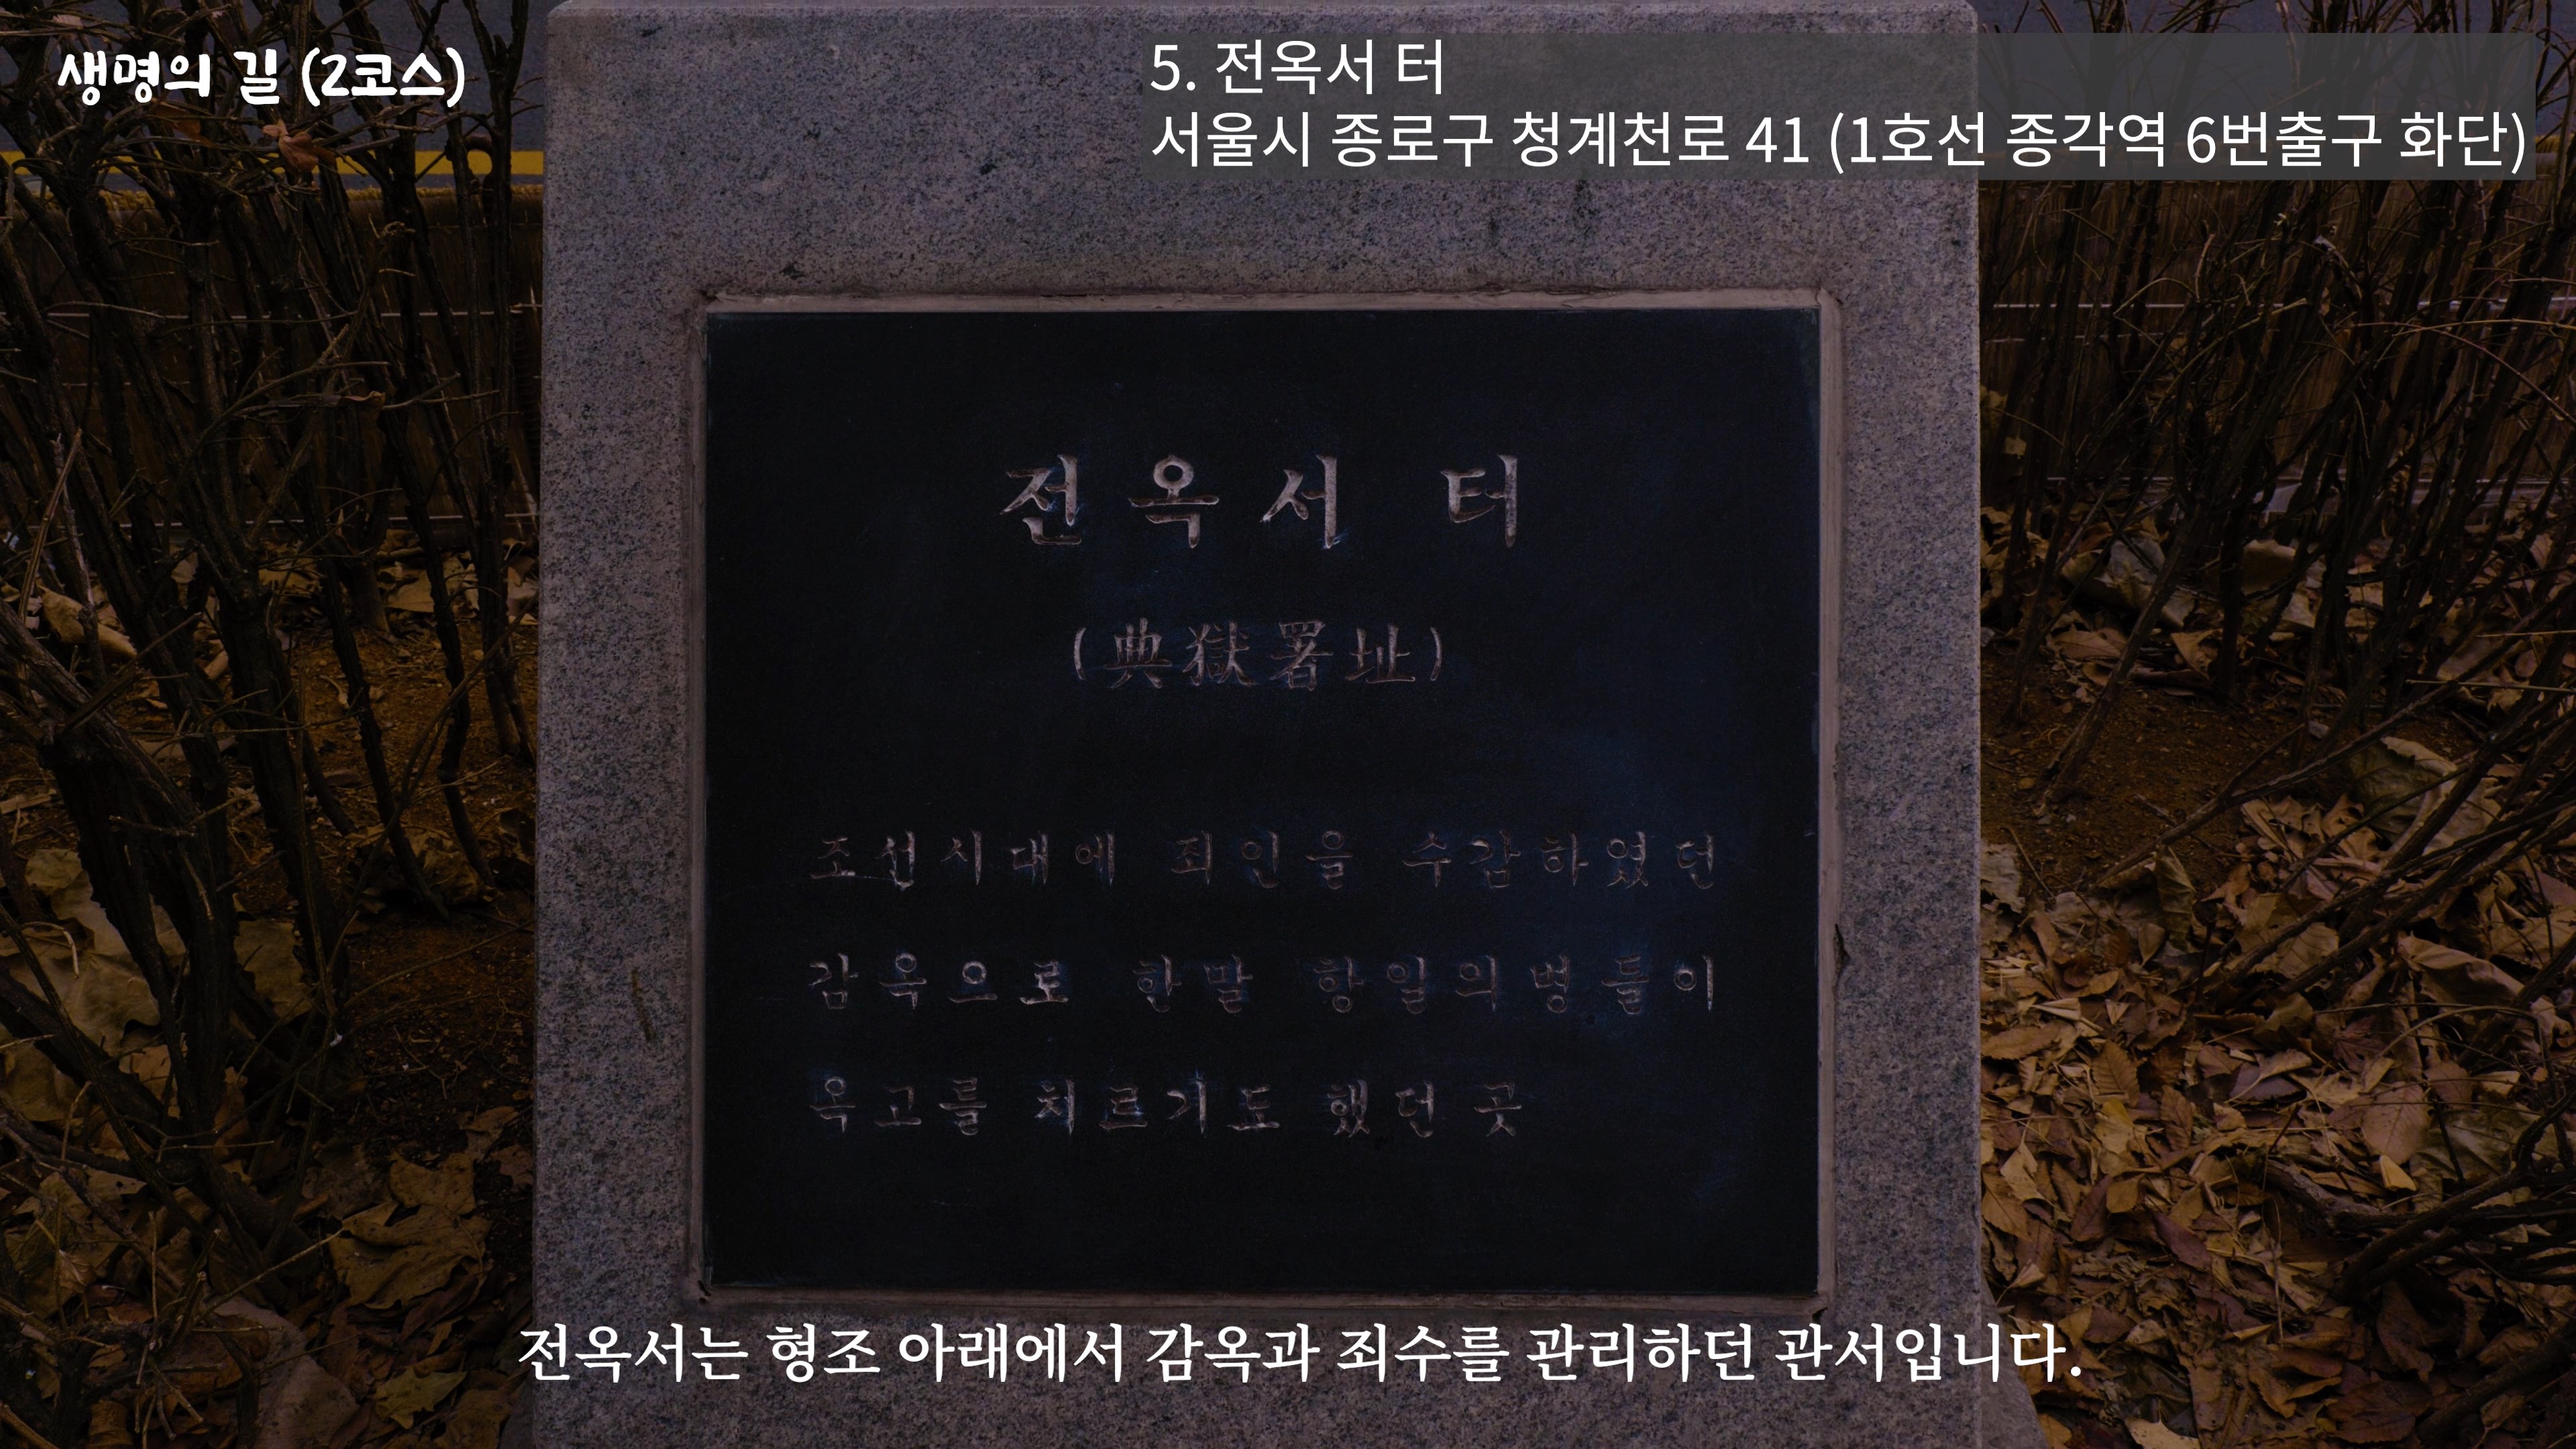 생명의 길 (2코스)
5. 전옥서 터
서울시 종로구 청계천로 41 (1호선 종각역 6번출구 화단)
전옥서 터
(典獄署址)
조선시대에 죄인을 수감하였던
감옥으로 한말 항일의병들이
옥고를 치르기도 했던 곳
전옥서는 형조 아래에서 감옥과 죄수를 관리하던 관서입니다.